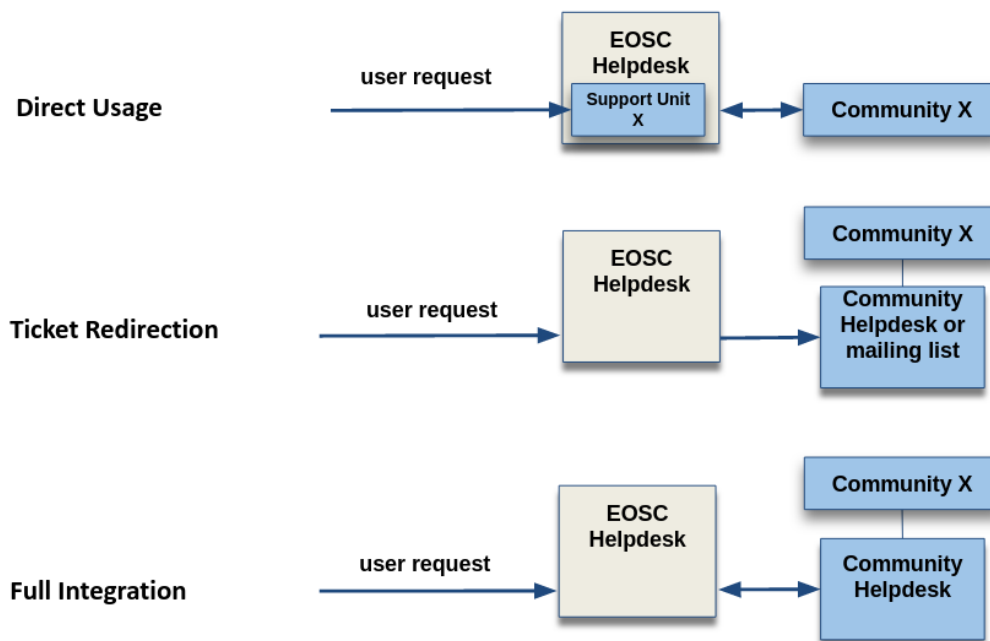 EOSC
Helpdesk
user request
Support Unit
X
Direct Usage
Community X
Community X
EOSC
Helpdesk
user request
Community
Helpdesk or
mailing list
Ticket Redirection
Community X
EOSC
Helpdesk
user request
Community
Helpdesk
Full Integration